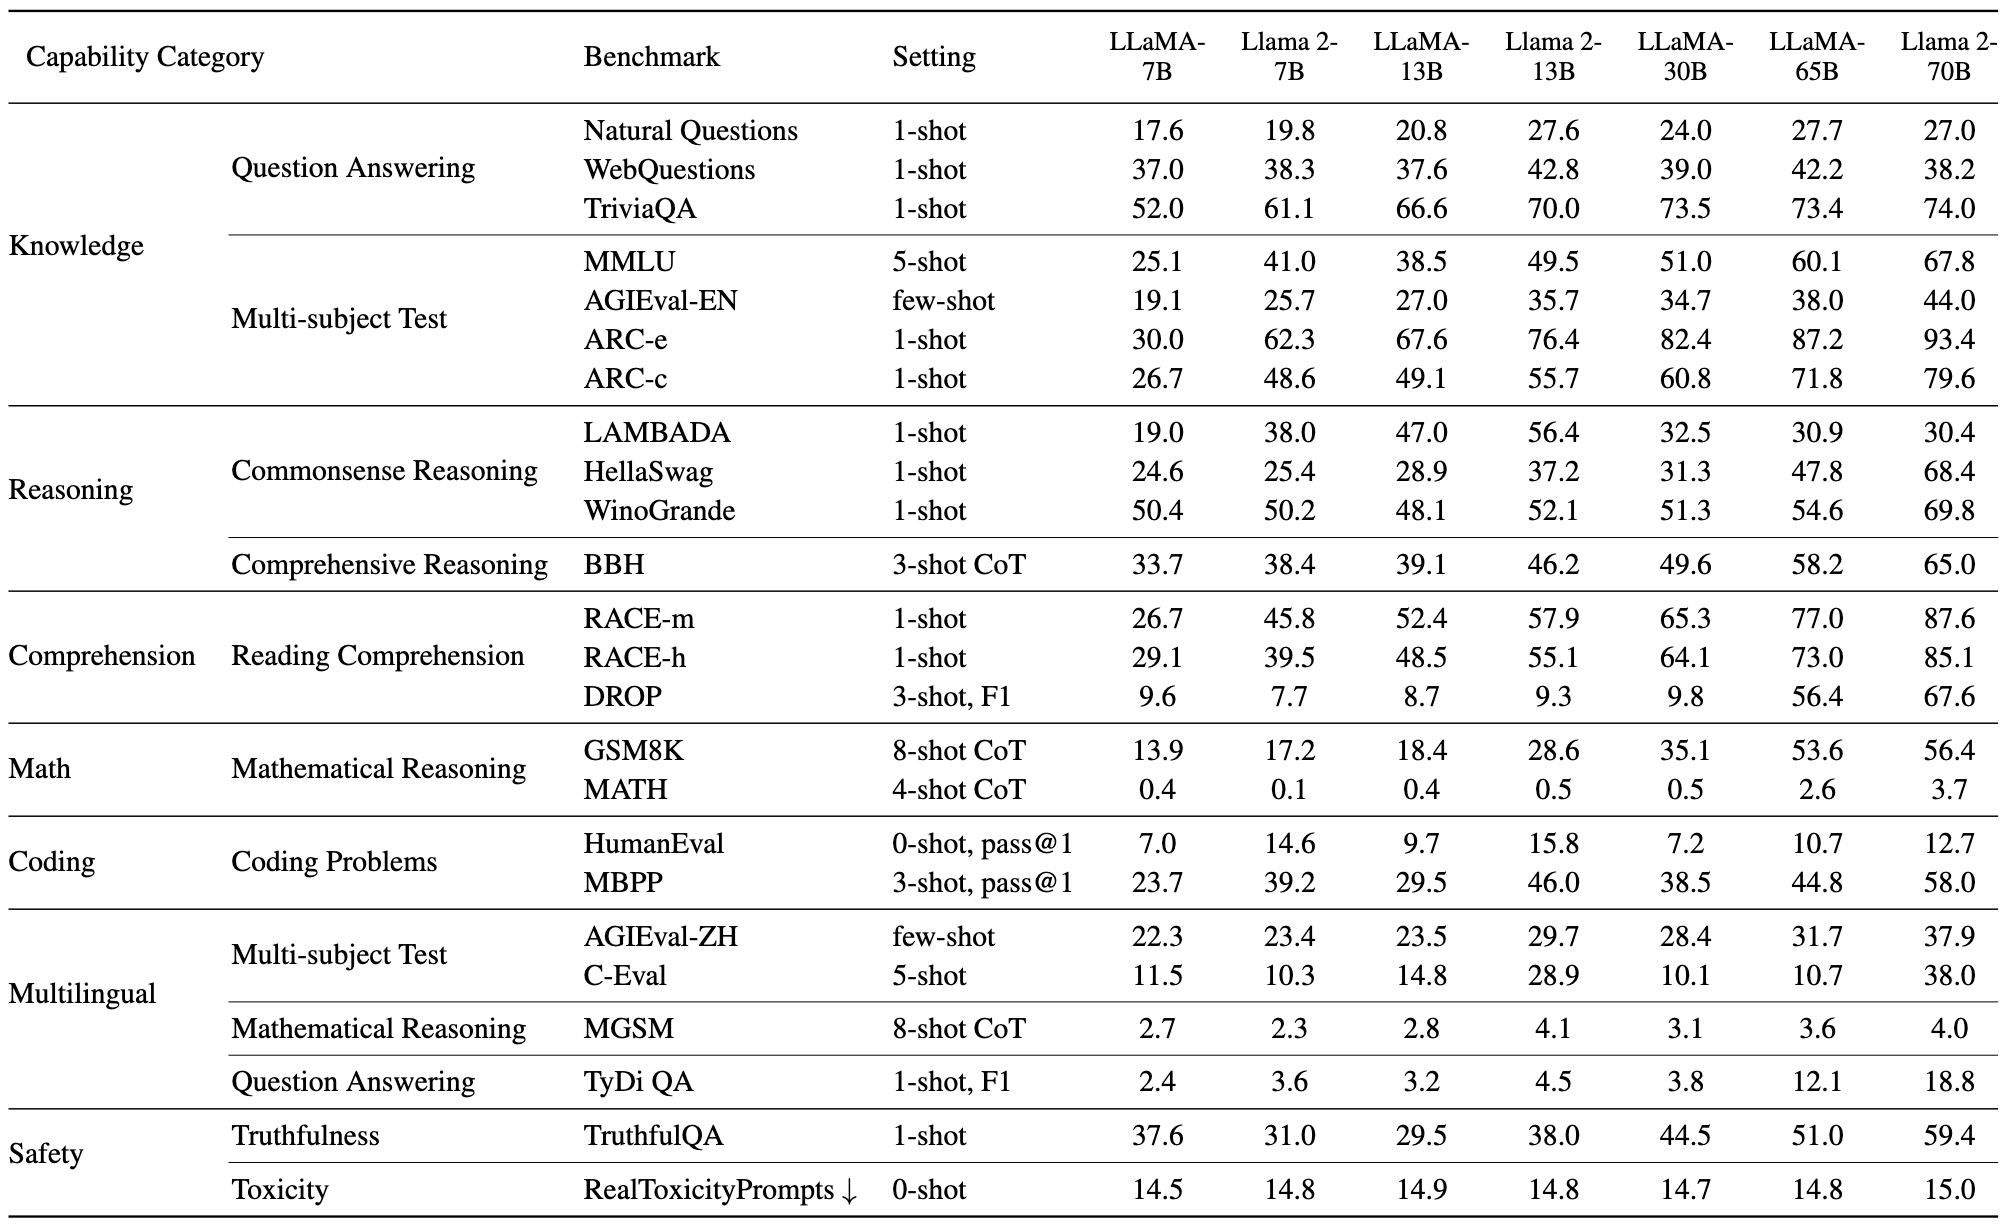 Capability Category Benchmark Setting LLaMA-7B Llama 2-7B LLaMA-13B Llama 2-13B LLaMA-30B LLaMA-65B Llama 2-70B
Knowledge
Question Answering
Natural Questions 1-shot 17.6 19.8 20.8 27.6 24.0 27.7 27.0
WebQuestions 1-shot 37.0 38.3 37.6 42.8 39.0 42.2 38.2
TriviaQA 1-shot 52.0 61.1 66.6 70.0 73.5 73.4 74.0
Multi-subject Test
MMLU 5-shot 25.1 41.0 38.5 49.5 51.0 60.1 67.8
AGIEval-EN few-shot 19.1 25.7 27.0 35.7 34.7 38.0 44.0
ARC-e 1-shot 30.0 62.3 67.6 76.4 82.4 87.2 93.4
ARC-c 1-shot 26.7 48.6 49.1 55.7 60.8 71.8 79.6
Reasoning
Commonsense Reasoning
LAMBADA 1-shot 19.0 38.0 47.0 56.4 32.5 30.9 30.4
HellaSwag 1-shot 24.6 25.4 28.9 37.2 31.3 47.8 68.4
WinoGrande 1-shot 50.4 50.2 48.1 52.1 51.3 54.6 69.8
Comprehensive Reasoning BBH 3-shot CoT 33.7 38.4 39.1 46.2 49.6 58.2 65.0
Comprehension
Reading Comprehension
RACE-m 1-shot 26.7 45.8 52.4 57.9 65.3 77.0 87.6
RACE-h 1-shot 29.1 39.5 48.5 55.1 64.1 73.0 85.1
DROP 3-shot, F1 9.6 7.7 8.7 9.3 9.8 56.4 67.6
Math
Mathematical Reasoning
GSM8K 8-shot CoT 13.9 17.2 18.4 28.6 35.1 53.6 56.4
MATH 4-shot CoT 0.4 0.1 0.4 0.5 0.5 2.6 3.7
Coding
Coding Problems
HumanEval 0-shot, pass@1 7.0 14.6 9.7 15.8 7.2 10.7 12.7
MBPP 3-shot, pass@1 23.7 39.2 29.5 46.0 38.5 44.8 58.0
Multilingual
Multi-subject Test
AGIEval-ZH few-shot 22.3 23.4 23.5 29.7 28.4 31.7 37.9
C-Eval 5-shot 11.5 10.3 14.8 28.9 10.1 10.7 38.0
Mathematical Reasoning MGSM 8-shot CoT 2.7 2.3 2.8 4.1 3.1 3.6 4.0
Question Answering TyDi QA 1-shot, F1 2.4 3.6 3.2 4.5 3.8 12.1 18.8
Safety
Truthfulness TruthfulQA 1-shot 37.6 31.0 29.5 38.0 44.5 51.0 59.4
Toxicity RealToxicityPrompts ↓ 0-shot 14.5 14.8 14.9 14.8 14.7 14.8 15.0